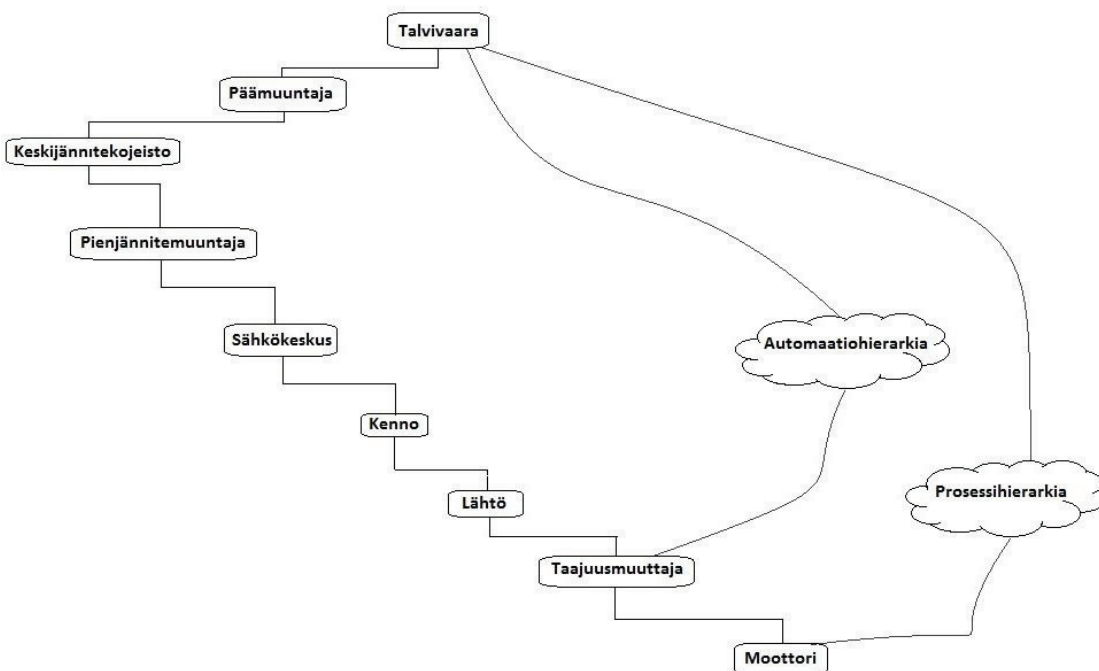 Talvivaara
Päämuuntaja
Keskijännitekojeisto
Pienjännitemuuntaja
Sähkökeskus
Automaatiohierarkia
Kenno
Prosessihierarkia
Lähtö
Taajuusmuuttaja
Moottori